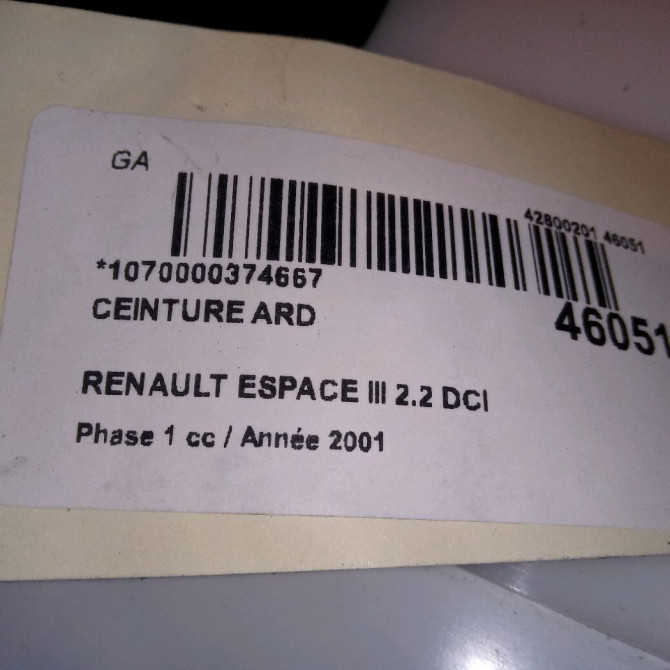 GA
42800201 46051
*1070000374667
46051
CEINTURE ARD
RENAULT ESPACE III 2.2 DCI
Phase 1 cc / Année 2001